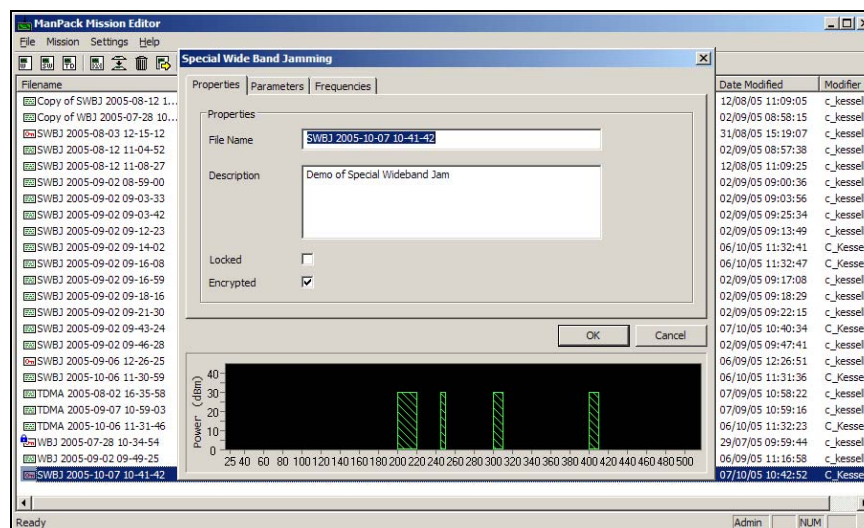 ManPack Mission Editor
File Mission Settings Help
Filename
Date Modified
Modifier
Copy of SWBJ 2005-08-12 1...
12/08/05 11:09:05
c_kessel
Copy of WBJ 2005-07-28 10...
02/09/05 08:58:15
c_kessel
SWBJ 2005-08-03 12-15-12
31/08/05 15:19:07
c_kessel
SWBJ 2005-08-12 11-04-52
02/09/05 08:57:38
c_kessel
SWBJ 2005-08-12 11-08-27
12/08/05 11:09:25
c_kessel
SWBJ 2005-09-02 08-59-00
02/09/05 09:00:36
c_kessel
SWBJ 2005-09-02 09-03-33
02/09/05 09:03:56
c_kessel
SWBJ 2005-09-02 09-03-42
02/09/05 09:25:34
c_kessel
SWBJ 2005-09-02 09-12-23
02/09/05 09:13:49
c_kessel
SWBJ 2005-09-02 09-14-02
06/10/05 11:32:41
C_Kesse
SWBJ 2005-09-02 09-16-08
06/10/05 11:32:47
C_Kesse
SWBJ 2005-09-02 09-16-59
02/09/05 09:17:08
c_kessel
SWBJ 2005-09-02 09-18-16
02/09/05 09:18:29
c_kessel
SWBJ 2005-09-02 09-21-30
02/09/05 09:22:15
c_kessel
SWBJ 2005-09-02 09-43-24
07/10/05 10:40:34
C_Kesse
SWBJ 2005-09-02 09-46-28
02/09/05 09:47:41
c_kessel
SWBJ 2005-09-06 12-26-25
06/09/05 12:26:51
c_kessel
SWBJ 2005-10-06 11-30-59
06/10/05 11:31:36
C_Kesse
TDMA 2005-08-02 16-35-58
07/09/05 10:58:22
c_kessel
TDMA 2005-09-07 10-59-03
07/09/05 10:59:16
c_kessel
TDMA 2005-10-06 11-31-46
06/10/05 11:32:23
C_Kesse
WBJ 2005-07-28 10-34-54
29/07/05 09:59:44
c_kessel
WBJ 2005-09-02 09-49-25
06/09/05 11:16:58
c_kessel
SWBJ 2005-10-07 10-41-42
07/10/05 10:42:52
C_Kesse
Special Wide Band Jamming
Properties Parameters Frequencies
Properties
File Name
SWBJ 2005-10-07 10-41-42
Description
Demo of Special Wideband Jam
Locked
Encrypted
OK
Cancel
Power (dBm)
40
30
20
10
0
25 40 60 80 100 120 140 160 180 200 220 240 260 280 300 320 340 360 380 400 420 440 460 480 500
Ready
Admin
NUM